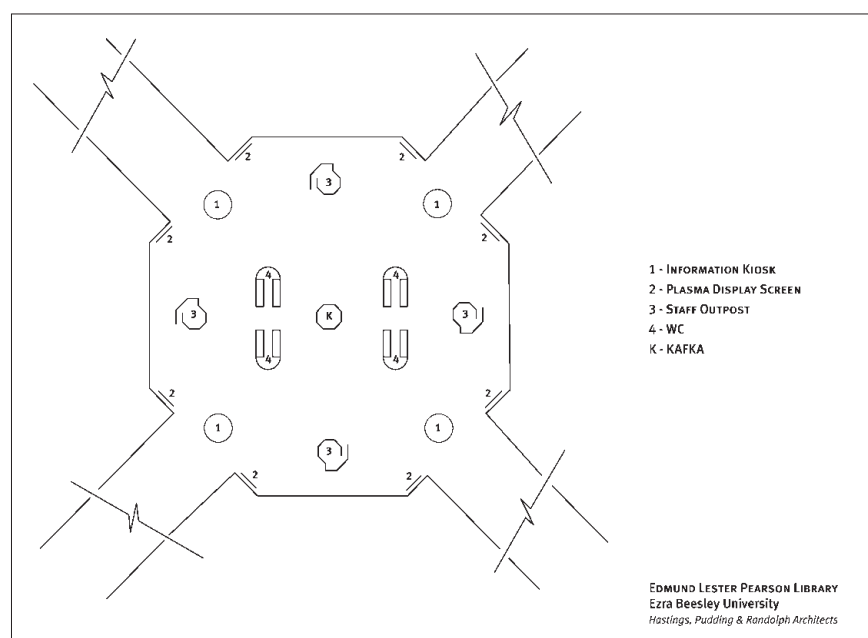 2 2
3
1 1
2 2
4 4
3 K 3
4 4
2 2
1 1
3
2 2
1 - INFORMATION KIOSK
2 - PLASMA DISPLAY SCREEN
3 - STAFF OUTPOST
4 - WC
K - KAFKA
EDMUND LESTER PEARSON LIBRARY
Ezra Beesley University
Hastings, Pudding & Randolph Architects